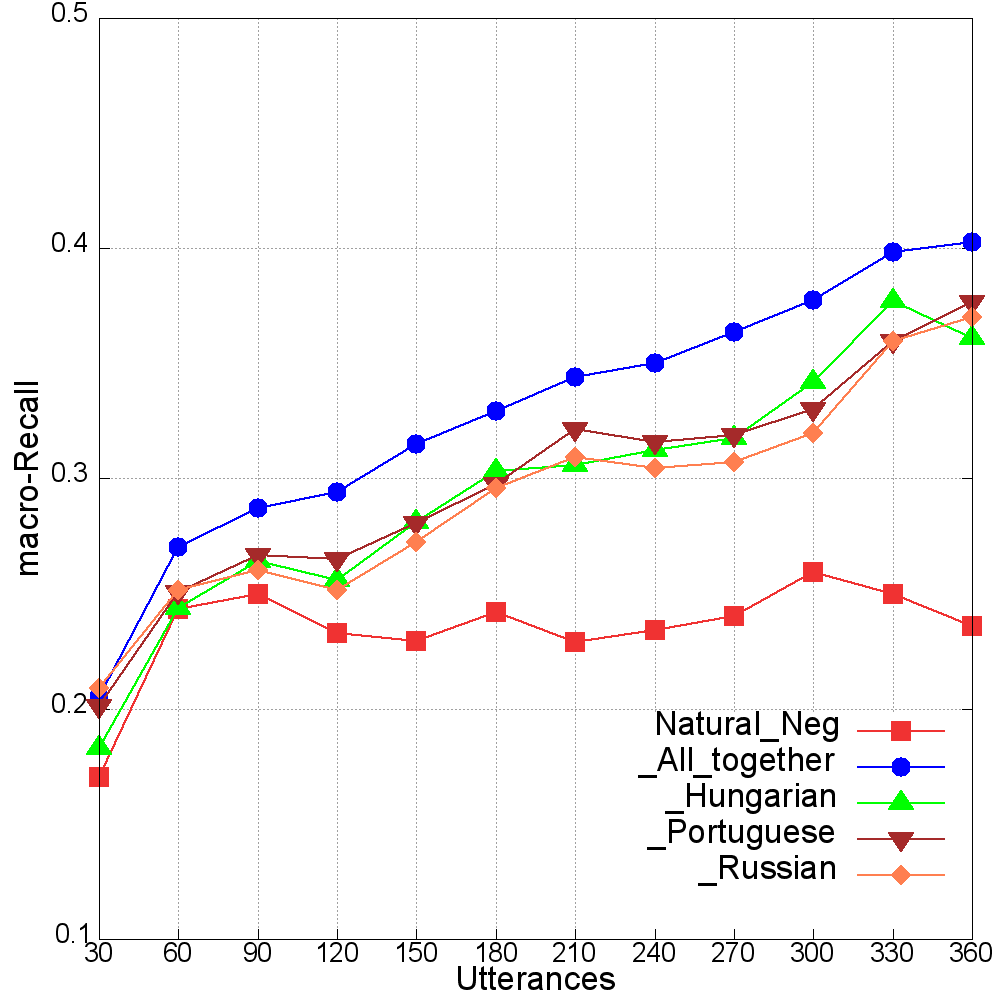 0.5
0.4
0.3
0.2
0.1
macro-Recall
Natural_Neg
_All_together
_Hungarian
_Portuguese
_Russian
30 60 90 120 150 180 210 240 270 300 330 360
Utterances